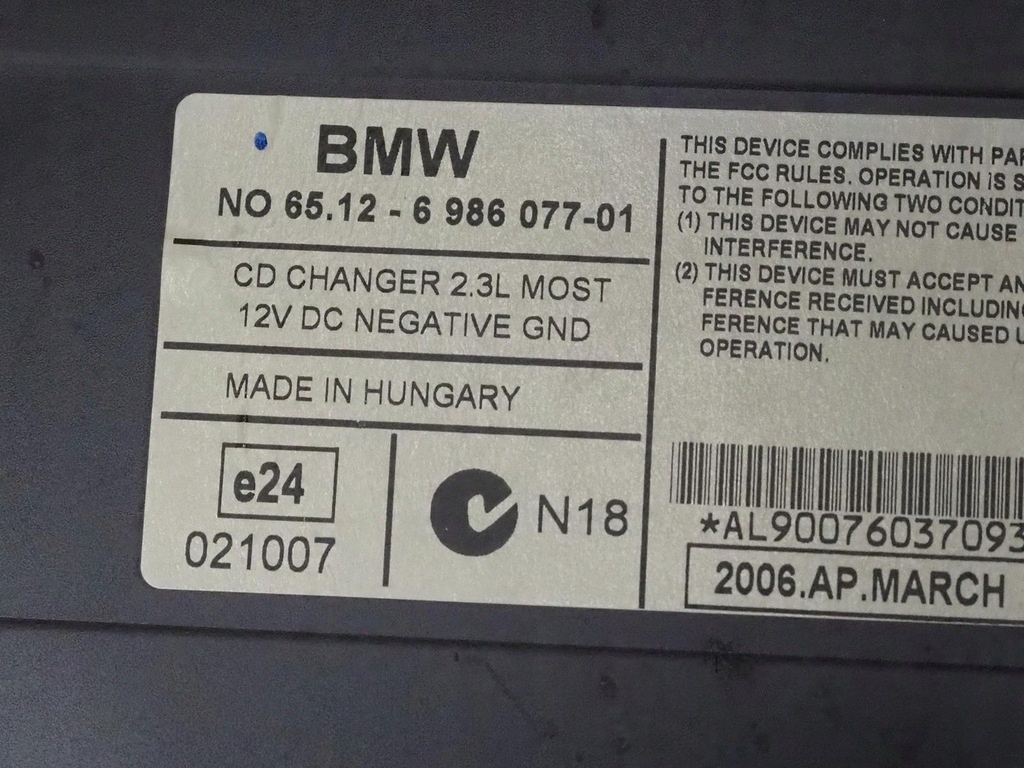 BMW
NO 65.12 - 6 986 077-01
CD CHANGER 2.3L MOST
12V DC NEGATIVE GND
MADE IN HUNGARY
e24
021007
N18
THIS DEVICE COMPLIES WITH
THE FCC RULES. OPERATION IS
TO THE FOLLOWING TWO
(1) THIS DEVICE MAY NOT CAUSE
INTERFERENCE.
(2) THIS DEVICE MUST ACCEPT
FERENCE RECEIVED INCLUDING
FERENCE THAT MAY CAUSED
OPERATION.
*AL90076037093
2006.AP.MARCH